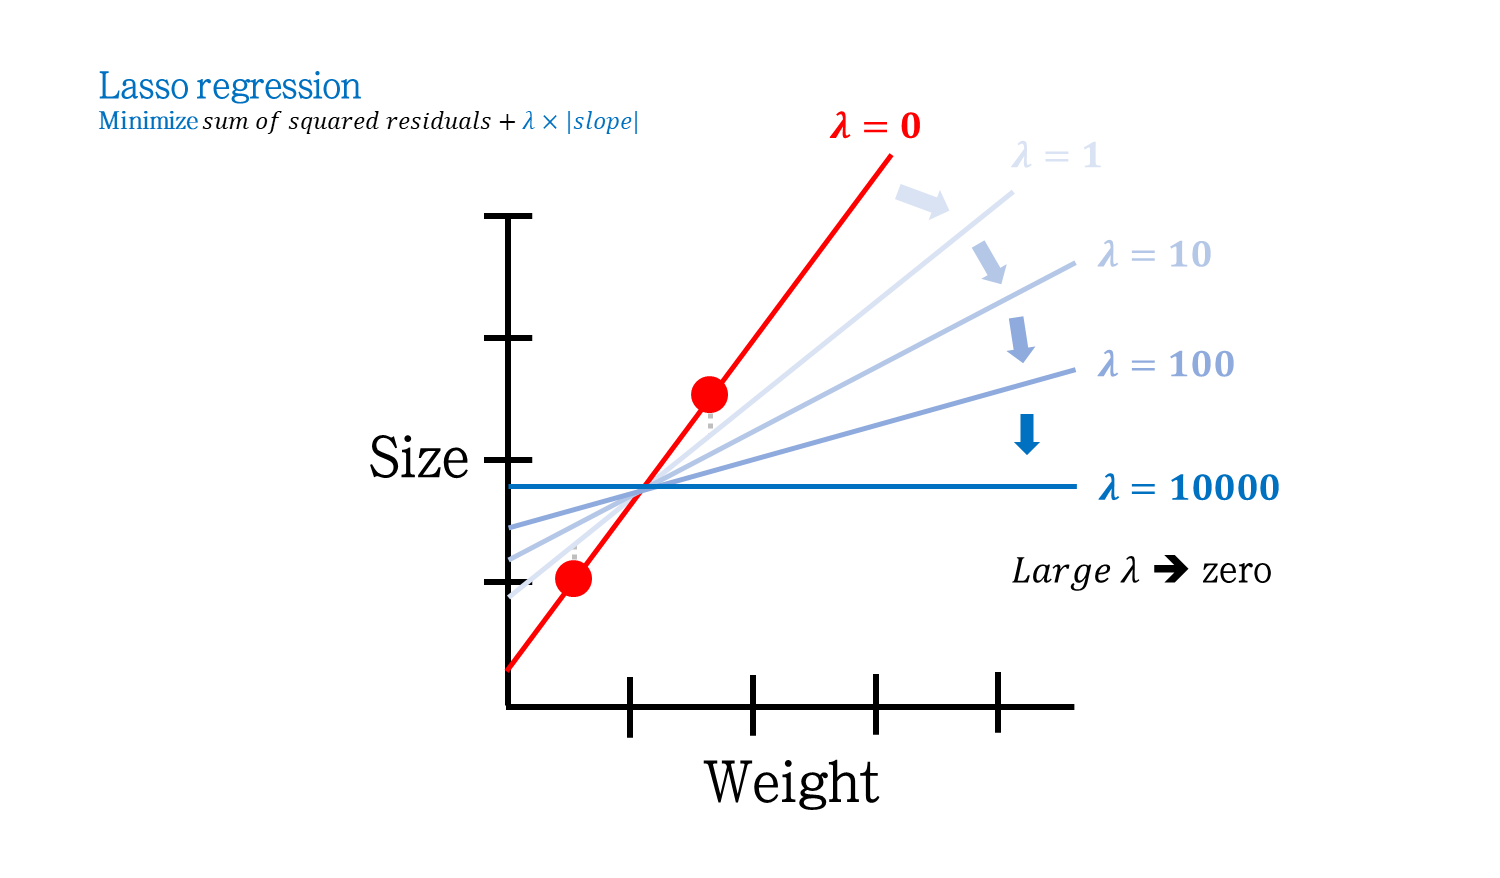 Lasso regression
Minimize sum of squared residuals + λ × |slope|
λ = 0
λ = 1
λ = 10
λ = 100
Size
λ = 10000
Large λ ➔ zero
Weight